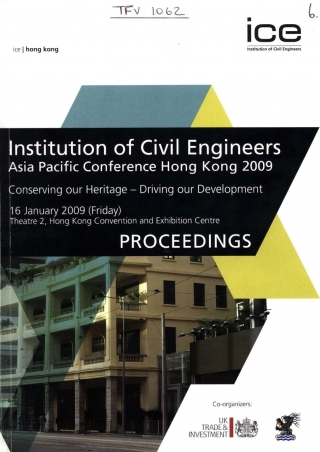 TFV 1062
6.
ice
Institution of Civil Engineers
ice | hong kong
Institution of Civil Engineers
Asia Pacific Conference Hong Kong 2009
Conserving our Heritage – Driving our Development
16 January 2009 (Friday)
Theatre 2, Hong Kong Convention and Exhibition Centre
PROCEEDINGS
Co-organizers:
UK
TRADE &
INVESTMENT